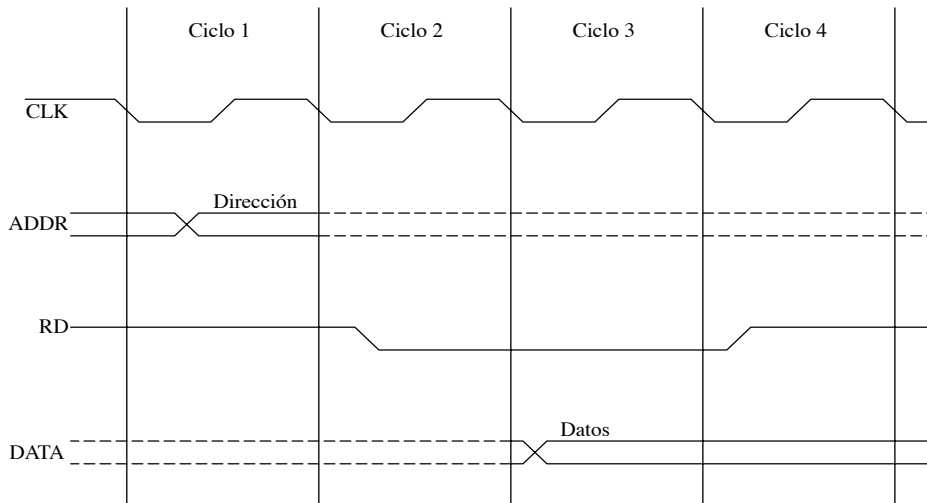 Ciclo 1
Ciclo 2
Ciclo 3
Ciclo 4
CLK
Dirección
ADDR
RD
Datos
DATA